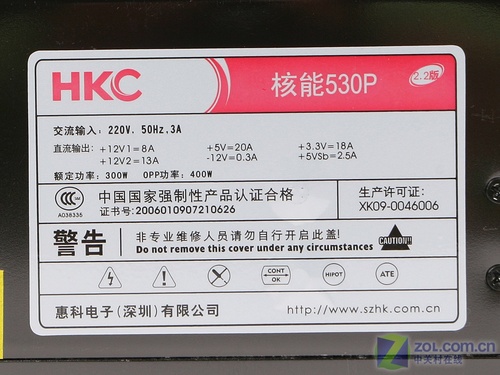 HKC
核能530P
2.2版
交流输入：220V. 50Hz,3A
直流输出：+12V1=8A +5V=20A +3.3V=18A
+12V2=13A -12V=0.3A +5VSb=2.5A
额定功率：300W OPP功率：400W
中国国家强制性产品认证合格
证书号：2006010907210626
A038335
生产许可证：
XK09-0046006
警告
非专业维修人员请勿自行开启此盖!
Do not remove this cover under any circumstances
CAUTION!!
CONT
OK
HIPOT
ATE
惠科电子(深圳)有限公司
http://www.szhk.com.cn
ZOL.COM.CN
中关村在线